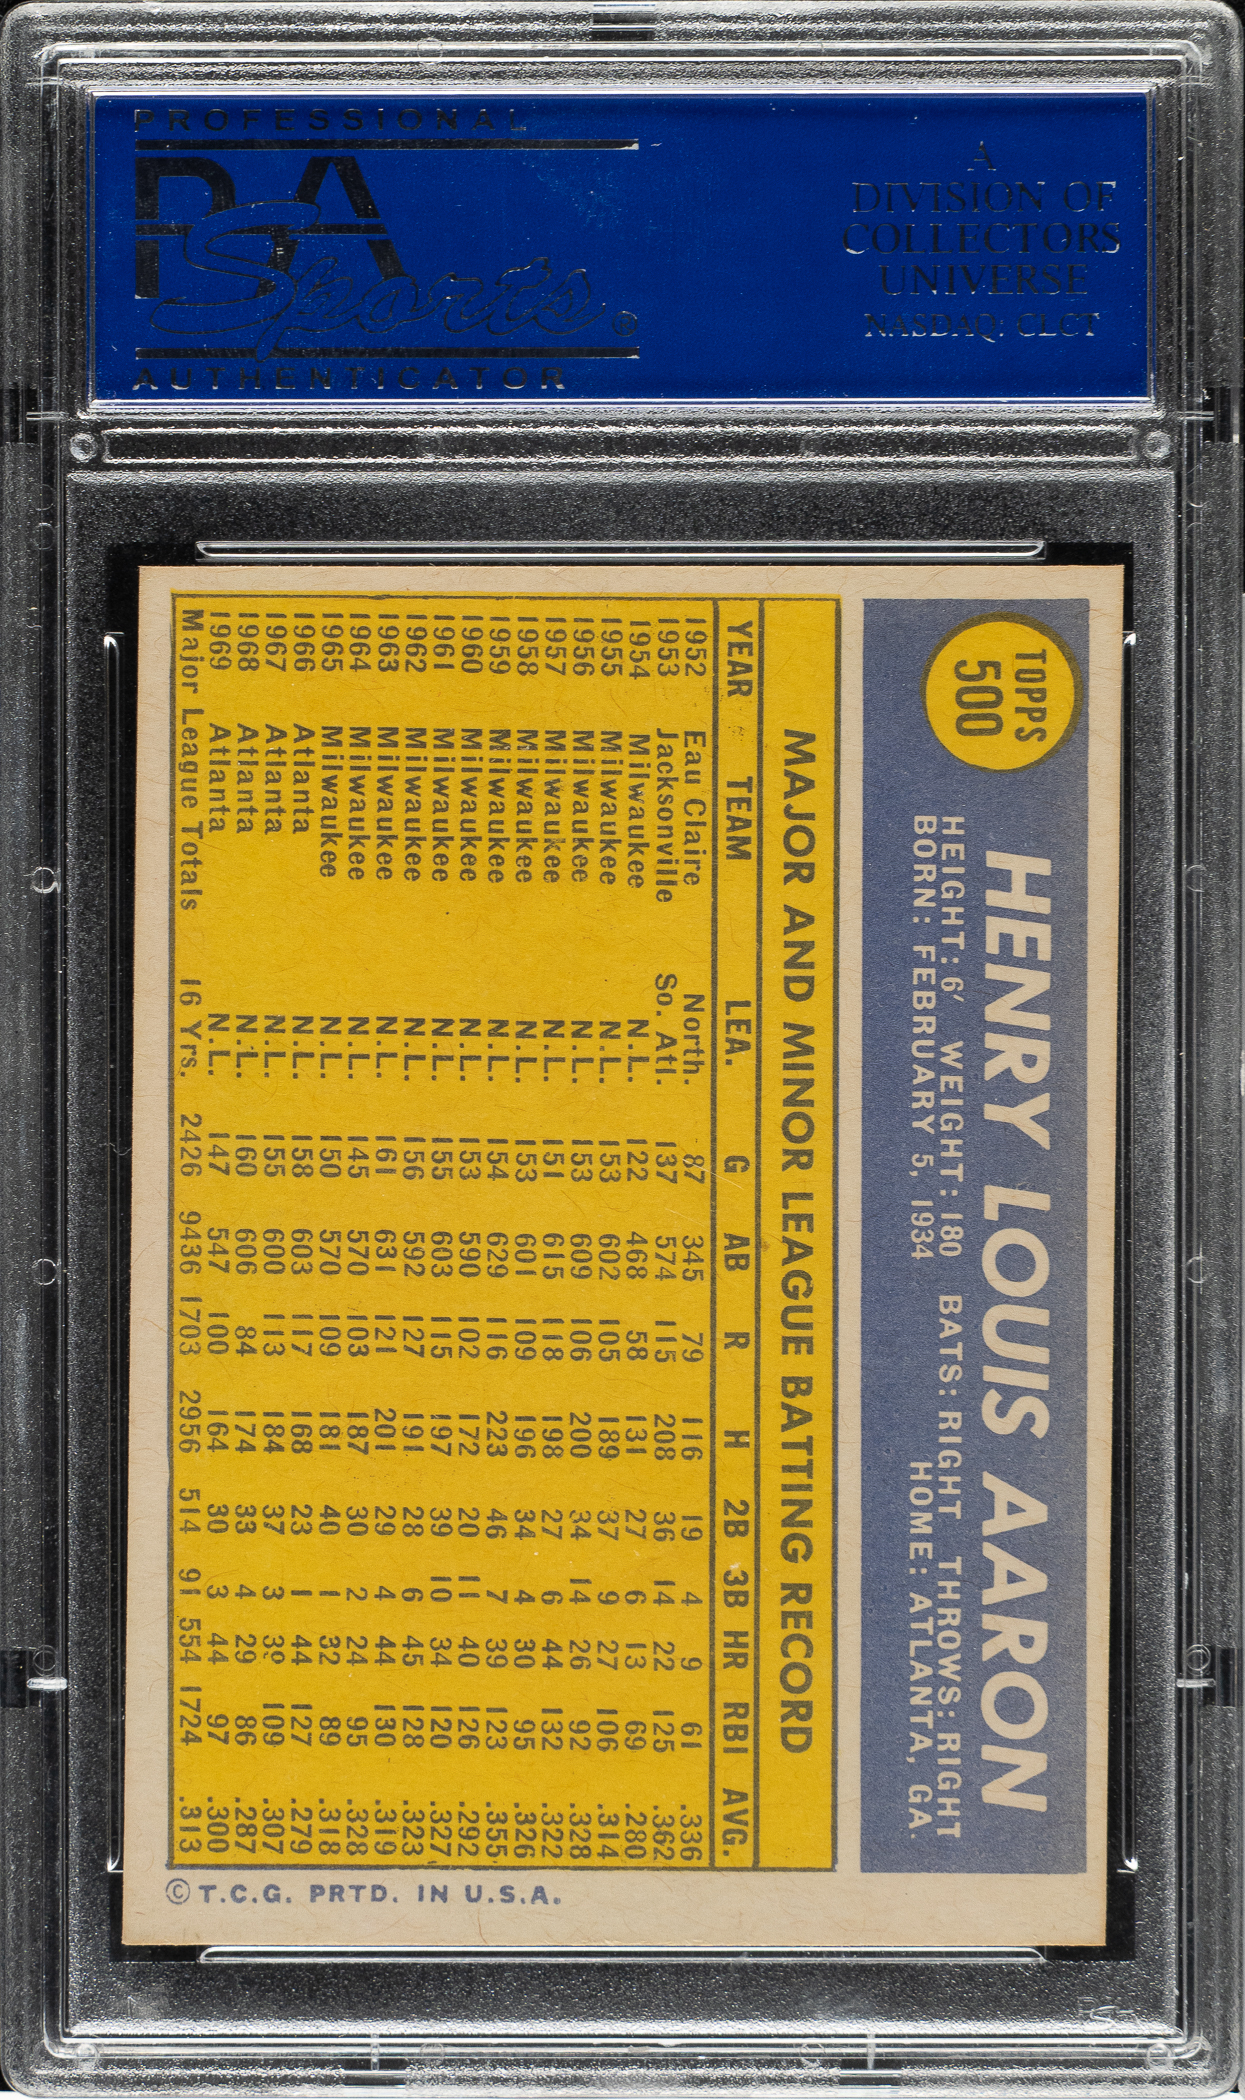 PROFESSIONAL
PSA
Sports®
AUTHENTICATOR
A
DIVISION OF
COLLECTORS
UNIVERSE
NASDAQ: CLCT
TOPPS
500
HENRY LOUIS AARON
HEIGHT: 6' WEIGHT: 180 BATS: RIGHT THROWS: RIGHT
BORN: FEBRUARY 5, 1934 HOME: ATLANTA, GA.
MAJOR AND MINOR LEAGUE BATTING RECORD
YEAR TEAM LEA. G AB R H 2B 3B HR RBI AVG.
1952 Eau Claire North. 87 345 79 116 19 4 9 61 .336
1953 Jacksonville So. Atl. 137 574 115 208 36 14 22 125 .362
1954 Milwaukee N.L. 122 468 58 131 27 6 13 69 .280
1955 Milwaukee N.L. 153 602 105 189 37 9 27 106 .314
1956 Milwaukee N.L. 153 609 106 200 34 14 26 92 .328
1957 Milwaukee N.L. 151 615 118 198 27 6 44 132 .322
1958 Milwaukee N.L. 153 601 109 196 34 4 30 95 .326
1959 Milwaukee N.L. 154 629 116 223 46 7 39 123 .355
1960 Milwaukee N.L. 153 590 102 172 20 11 40 126 .292
1961 Milwaukee N.L. 155 603 115 197 39 10 34 120 .327
1962 Milwaukee N.L. 156 592 127 191 28 6 45 128 .323
1963 Milwaukee N.L. 161 631 121 201 29 4 44 130 .319
1964 Milwaukee N.L. 145 570 103 187 30 2 24 95 .328
1965 Milwaukee N.L. 150 570 109 181 40 1 32 89 .318
1966 Atlanta N.L. 158 603 117 168 23 1 44 127 .279
1967 Atlanta N.L. 155 600 113 184 37 3 39 109 .307
1968 Atlanta N.L. 160 606 84 174 33 4 29 86 .287
1969 Atlanta N.L. 147 547 100 164 30 3 44 97 .300
Major League Totals 16 Yrs. 2426 9436 1703 2956 514 91 554 1724 .313
© T.C.G. PRTD. IN U.S.A.